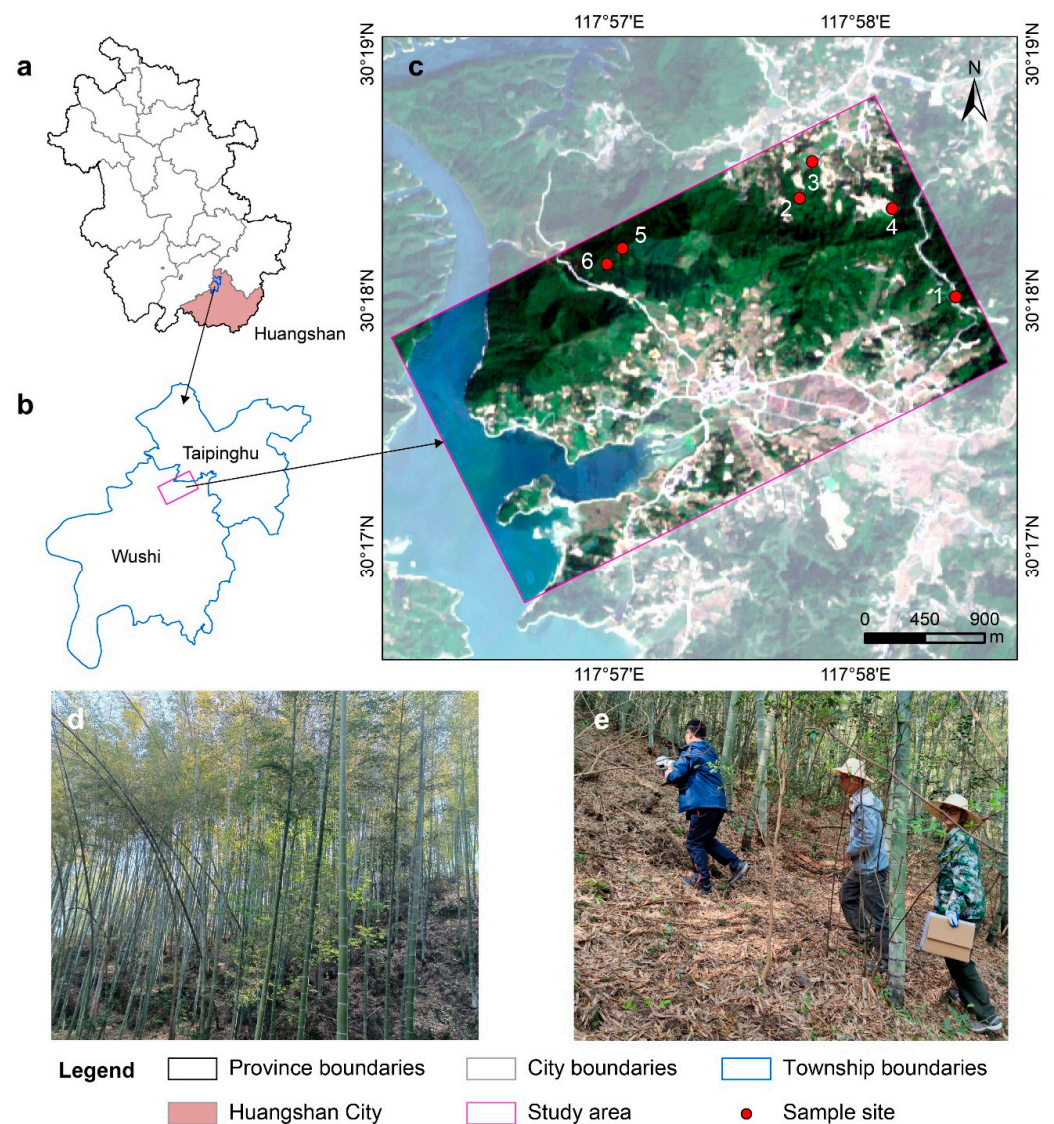 a
Huangshan
b
Taipinghu
Wushi
117°57'E 117°58'E
30°19'N 30°19'N
c
N
3
2
4
5
6
1
30°18'N 30°18'N
30°17'N 30°17'N
0 450 900
m
117°57'E 117°58'E
d
e
Legend
Province boundaries
City boundaries
Township boundaries
Huangshan City
Study area
Sample site